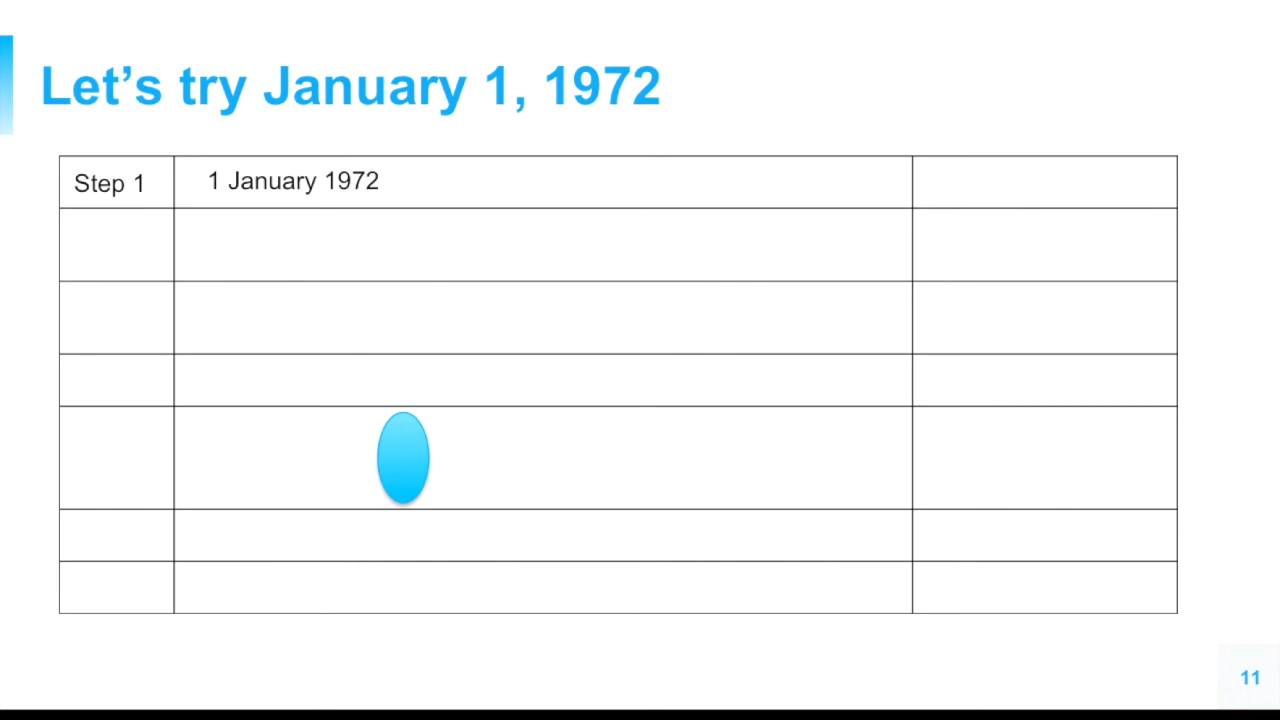 Let’s try January 1, 1972
Step 1
1 January 1972
11